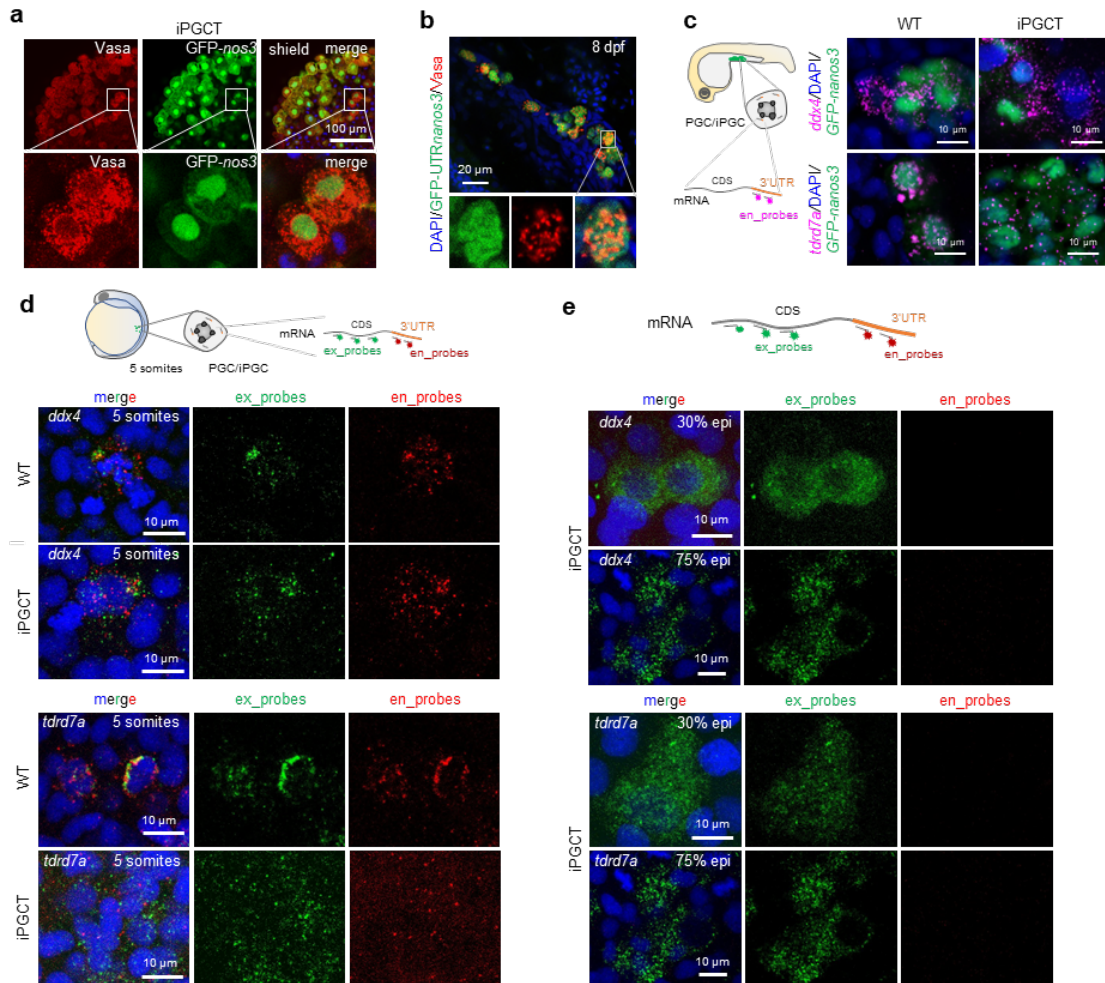 a
iPGCT
Vasa
GFP-nos3
shield
merge
100 µm
Vasa
GFP-nos3
merge
b
DAPI/GFP-UTRnanos3/Vasa
8 dpf
20 µm
c
WT
iPGCT
PGC/iPGC
CDS
3'UTR
mRNA
en_probes
ddx4/DAPI/
GFP-nanos3
10 µm
10 µm
tdrd7a/DAPI/
GFP-nanos3
10 µm
10 µm
d
5 somites
PGC/iPGC
mRNA
CDS
3'UTR
ex_probes
en_probes
merge
ex_probes
en_probes
WT
ddx4
5 somites
10 µm
iPGCT
ddx4
5 somites
10 µm
merge
ex_probes
en_probes
WT
tdrd7a
5 somites
10 µm
iPGCT
tdrd7a
5 somites
10 µm
e
mRNA
CDS
3'UTR
ex_probes
en_probes
merge
ex_probes
en_probes
iPGCT
ddx4
30% epi
10 µm
ddx4
75% epi
10 µm
merge
ex_probes
en_probes
iPGCT
tdrd7a
30% epi
10 µm
tdrd7a
75% epi
10 µm